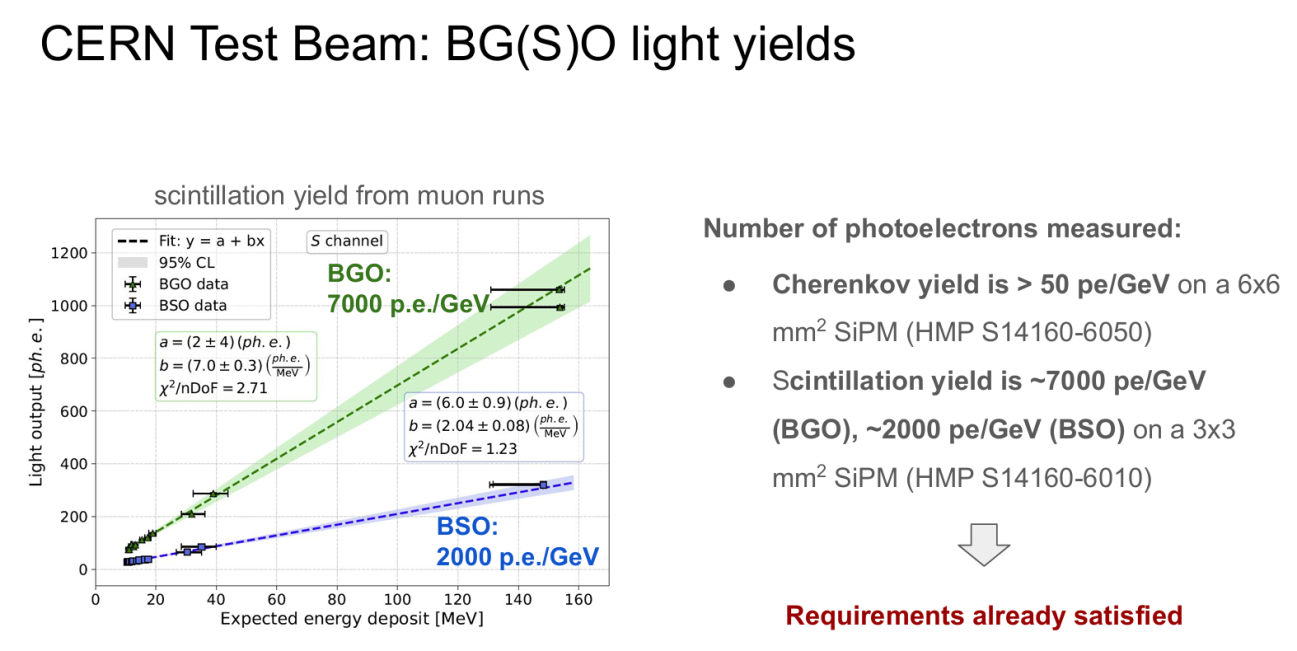 CERN Test Beam: BG(S)O light yields
scintillation yield from muon runs
Light output [ph. e.]
1200
1000
800
600
400
200
0
Fit: y = a + bx
95% CL
BGO data
BSO data
S channel
BGO:
7000 p.e./GeV
a = (2 ± 4) (ph. e.)
b = (7.0 ± 0.3) (ph. e./MeV)
χ²/nDoF = 2.71
a = (6.0 ± 0.9) (ph. e.)
b = (2.04 ± 0.08) (ph. e./MeV)
χ²/nDoF = 1.23
BSO:
2000 p.e./GeV
0 20 40 60 80 100 120 140 160
Expected energy deposit [MeV]
Number of photoelectrons measured:
● Cherenkov yield is > 50 pe/GeV on a 6x6
mm² SiPM (HMP S14160-6050)
● Scintillation yield is ~7000 pe/GeV
(BGO), ~2000 pe/GeV (BSO) on a 3x3
mm² SiPM (HMP S14160-6010)
Requirements already satisfied